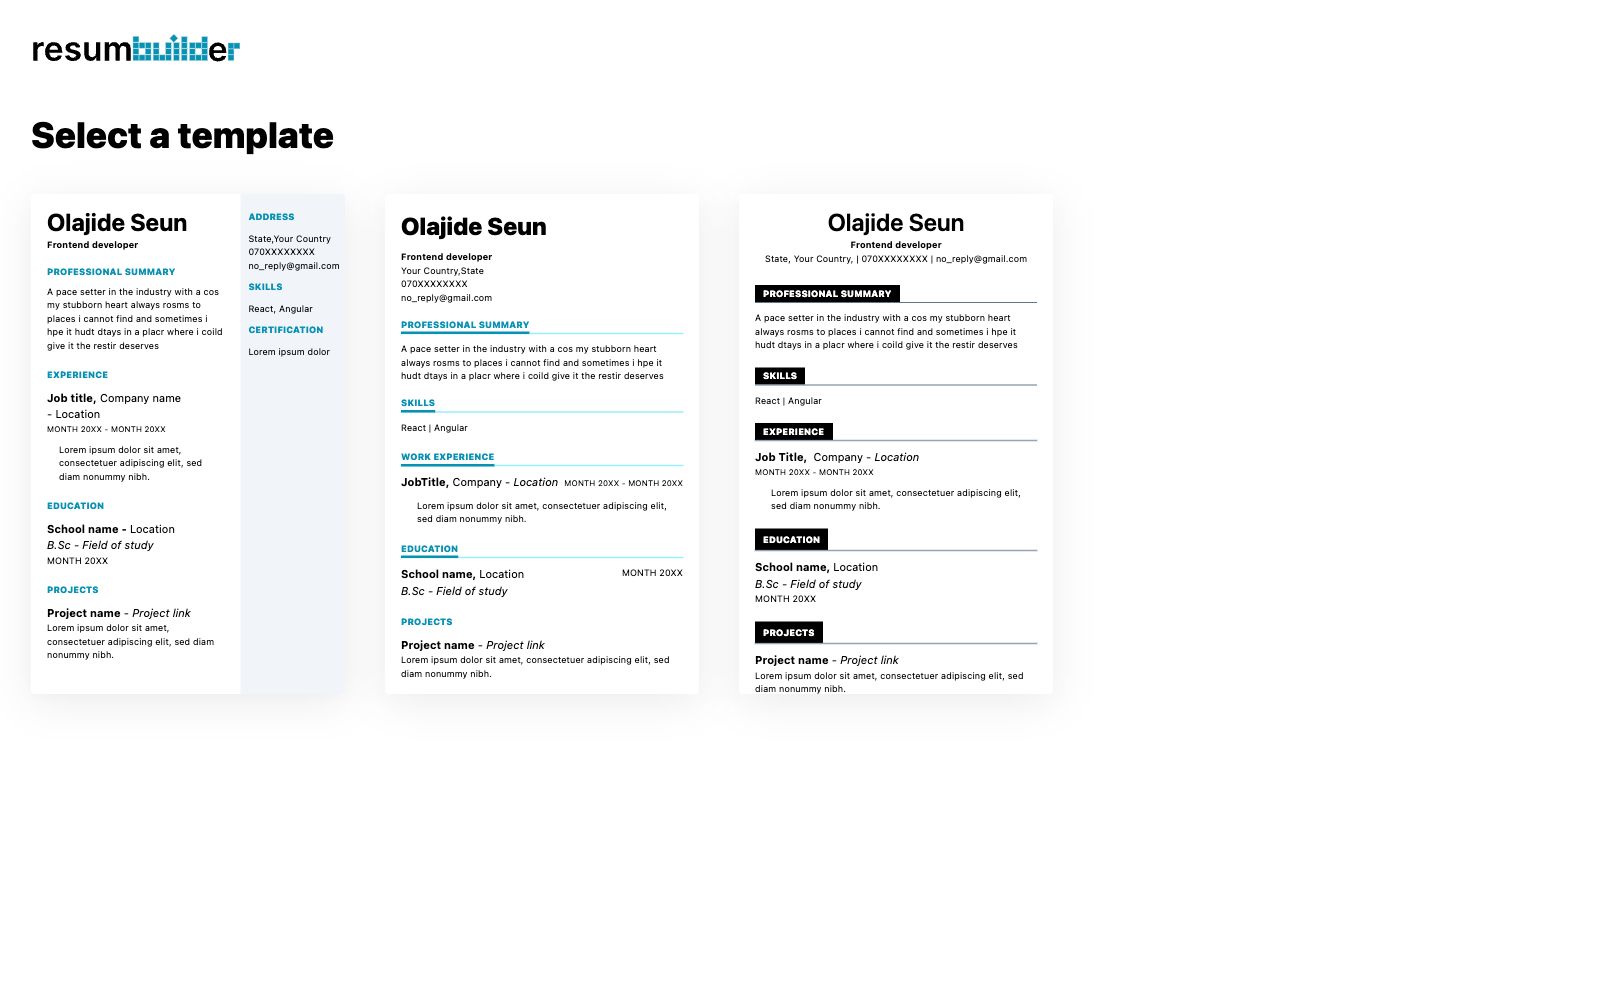 resumbuilder
Select a template
Olajide Seun
Frontend developer
PROFESSIONAL SUMMARY
A pace setter in the industry with a cos
my stubborn heart always rosms to
places i cannot find and sometimes i
hpe it hudt dtays in a placr where i coild
give it the restir deserves
EXPERIENCE
Job title, Company name
- Location
MONTH 20XX - MONTH 20XX
Lorem ipsum dolor sit amet,
consectetuer adipiscing elit, sed
diam nonummy nibh.
EDUCATION
School name - Location
B.Sc - Field of study
MONTH 20XX
PROJECTS
Project name - Project link
Lorem ipsum dolor sit amet,
consectetuer adipiscing elit, sed diam
nonummy nibh.
ADDRESS
State,Your Country
070XXXXXXXX
no_reply@gmail.com
SKILLS
React, Angular
CERTIFICATION
Lorem ipsum dolor
Olajide Seun
Frontend developer
Your Country,State
070XXXXXXXX
no_reply@gmail.com
PROFESSIONAL SUMMARY
A pace setter in the industry with a cos my stubborn heart
always rosms to places i cannot find and sometimes i hpe it
hudt dtays in a placr where i coild give it the restir deserves
SKILLS
React | Angular
WORK EXPERIENCE
JobTitle, Company - Location MONTH 20XX - MONTH 20XX
Lorem ipsum dolor sit amet, consectetuer adipiscing elit,
sed diam nonummy nibh.
EDUCATION
School name, Location MONTH 20XX
B.Sc - Field of study
PROJECTS
Project name - Project link
Lorem ipsum dolor sit amet, consectetuer adipiscing elit, sed
diam nonummy nibh.
Olajide Seun
Frontend developer
State, Your Country, | 070XXXXXXXX | no_reply@gmail.com
PROFESSIONAL SUMMARY
A pace setter in the industry with a cos my stubborn heart
always rosms to places i cannot find and sometimes i hpe it
hudt dtays in a placr where i coild give it the restir deserves
SKILLS
React | Angular
EXPERIENCE
Job Title, Company - Location
MONTH 20XX - MONTH 20XX
Lorem ipsum dolor sit amet, consectetuer adipiscing elit,
sed diam nonummy nibh.
EDUCATION
School name, Location
B.Sc - Field of study
MONTH 20XX
PROJECTS
Project name - Project link
Lorem ipsum dolor sit amet, consectetuer adipiscing elit, sed
diam nonummy nibh.